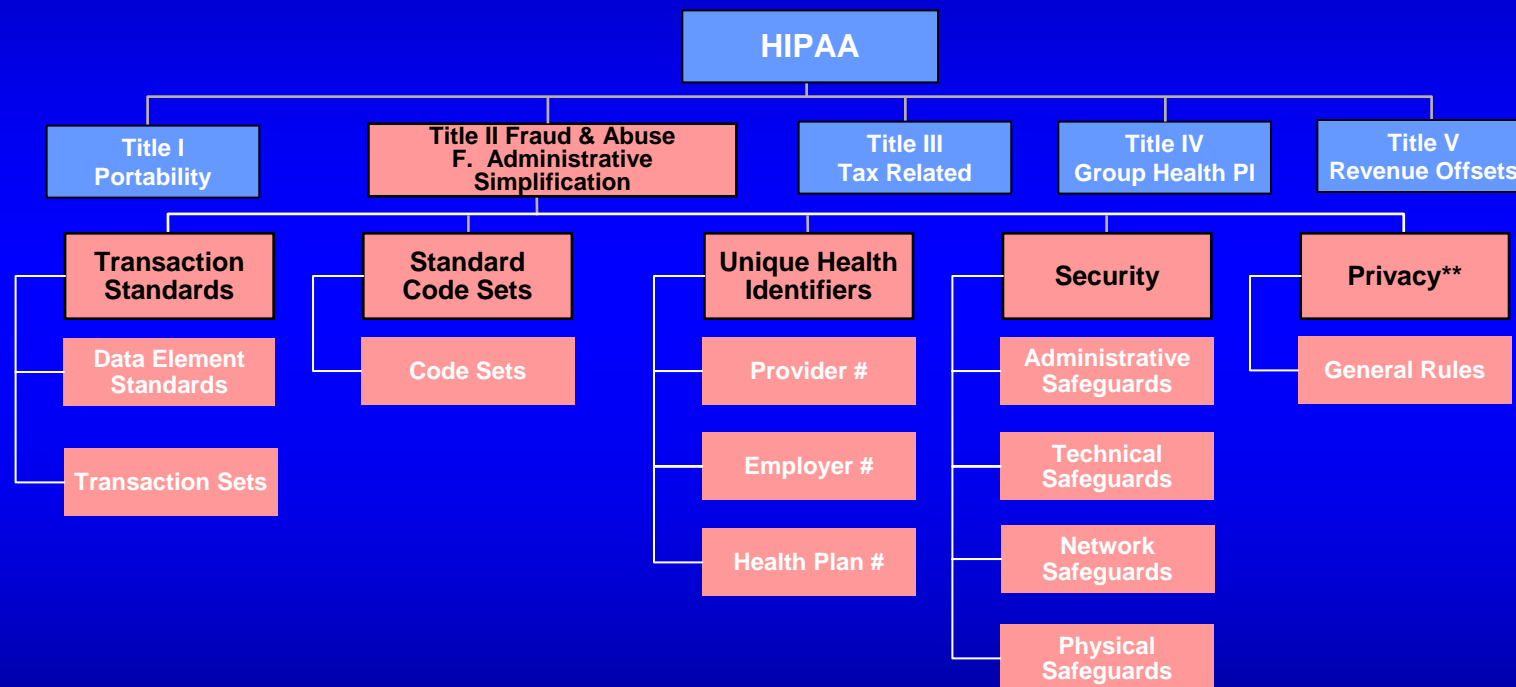 HIPAA
Title I
Portability
Title II Fraud & Abuse
F. Administrative
Simplification
Title III
Tax Related
Title IV
Group Health Pl
Title V
Revenue Offsets
Transaction
Standards
Standard
Code Sets
Unique Health
Identifiers
Security
Privacy**
Data Element
Standards
Transaction Sets
Code Sets
Provider #
Employer #
Health Plan #
Administrative
Safeguards
Technical
Safeguards
Network
Safeguards
Physical
Safeguards
General Rules